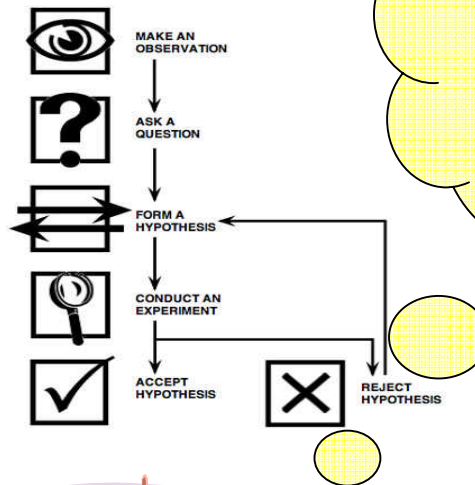 MAKE AN
OBSERVATION
ASK A
QUESTION
FORM A
HYPOTHESIS
CONDUCT AN
EXPERIMENT
ACCEPT
HYPOTHESIS
REJECT
HYPOTHESIS